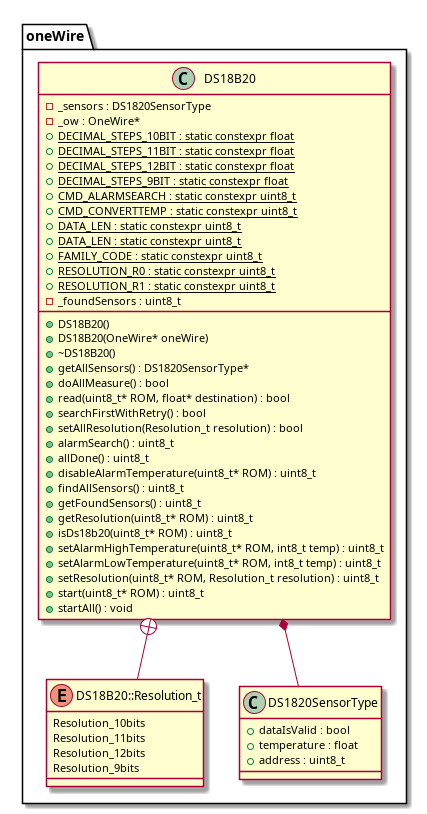 oneWire
C DS18B20
_sensors : DS1820SensorType
_ow : OneWire*
DECIMAL_STEPS_10BIT : static constexpr float
DECIMAL_STEPS_11BIT : static constexpr float
DECIMAL_STEPS_12BIT : static constexpr float
DECIMAL_STEPS_9BIT : static constexpr float
CMD_ALARMSEARCH : static constexpr uint8_t
CMD_CONVERTTEMP : static constexpr uint8_t
DATA_LEN : static constexpr uint8_t
DATA_LEN : static constexpr uint8_t
FAMILY_CODE : static constexpr uint8_t
RESOLUTION_R0 : static constexpr uint8_t
RESOLUTION_R1 : static constexpr uint8_t
_foundSensors : uint8_t
DS18B20()
DS18B20(OneWire* oneWire)
~DS18B20()
getAllSensors() : DS1820SensorType*
doAllMeasure() : bool
read(uint8_t* ROM, float* destination) : bool
searchFirstWithRetry() : bool
setAllResolution(Resolution_t resolution) : bool
alarmSearch() : uint8_t
allDone() : uint8_t
disableAlarmTemperature(uint8_t* ROM) : uint8_t
findAllSensors() : uint8_t
getFoundSensors() : uint8_t
getResolution(uint8_t* ROM) : uint8_t
isDs18b20(uint8_t* ROM) : uint8_t
setAlarmHighTemperature(uint8_t* ROM, int8_t temp) : uint8_t
setAlarmLowTemperature(uint8_t* ROM, int8_t temp) : uint8_t
setResolution(uint8_t* ROM, Resolution_t resolution) : uint8_t
start(uint8_t* ROM) : uint8_t
startAll() : void
E DS18B20::Resolution_t
Resolution_10bits
Resolution_11bits
Resolution_12bits
Resolution_9bits
C DS1820SensorType
dataIsValid : bool
temperature : float
address : uint8_t